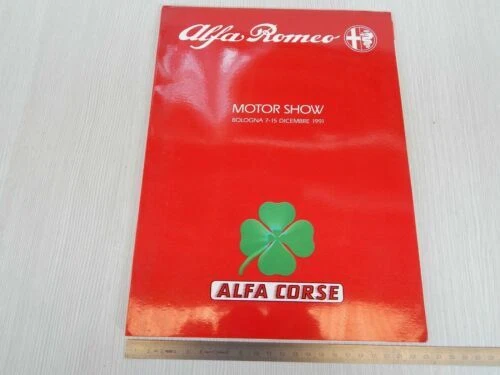 Alfa Romeo
MOTOR SHOW
BOLOGNA 7-15 DICEMBRE 1991
ALFA CORSE